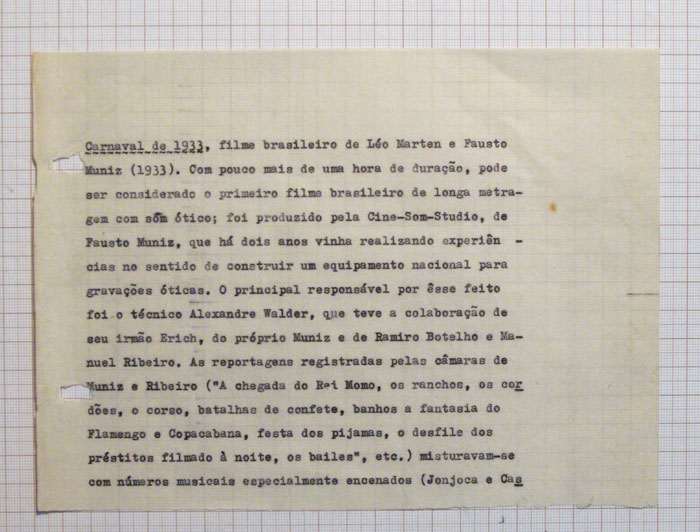 Carnaval de 1933, filme brasileiro de Léo Marten e Fausto
Muniz (1933). Com pouco mais de uma hora de duração, pode
ser considerado o primeiro filme brasileiro de longa metra-
gem com sôm ótico; foi produzido pela Cine-Som-Studio, de
Fausto Muniz, que há dois anos vinha realizando experiên -
cias no sentido de construir um equipamento nacional para
gravações óticas. O principal responsável por êsse feito
foi o técnico Alexandre Walder, que teve a colaboração de
seu irmão Erich, do próprio Muniz e de Ramiro Botelho e Ma-
nuel Ribeiro. As reportagens registradas pelas câmaras de
Muniz e Ribeiro ("A chegada do Rei Momo, os ranchos, os cor
dões, o corso, batalhas de confete, banhos a fantasia do
Flamengo e Copacabana, festa dos pijamas, o desfile dos
préstitos filmado à noite, os bailes", etc.) misturavam-se
com números musicais especialmente encenados (Jonjoca e Cas